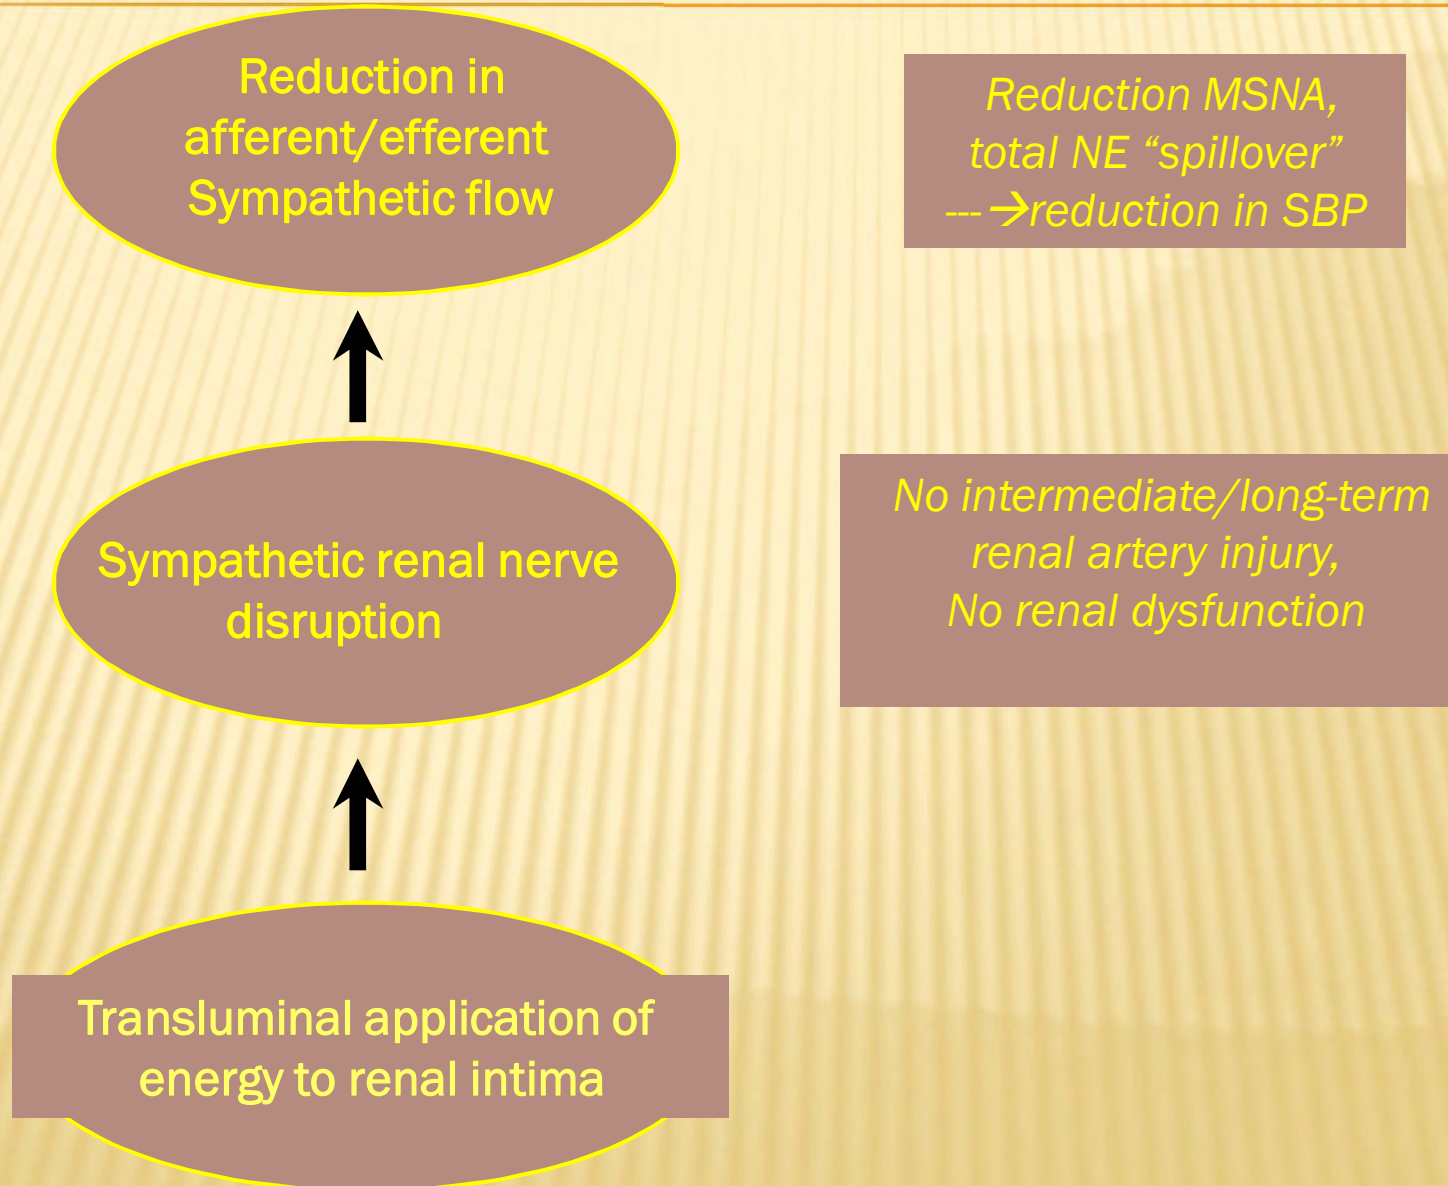 Reduction in
afferent/efferent
Sympathetic flow
Reduction MSNA,
total NE “spillover”
---→reduction in SBP
Sympathetic renal nerve
disruption
No intermediate/long-term
renal artery injury,
No renal dysfunction
Transluminal application of
energy to renal intima